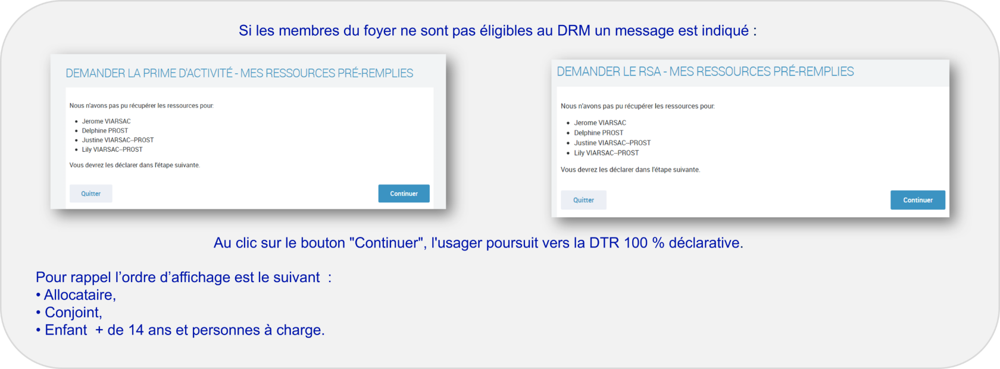 Si les membres du foyer ne sont pas éligibles au DRM un message est indiqué :
DEMANDER LA PRIME D'ACTIVITÉ - MES RESSOURCES PRÉ-REMPLIES
Nous n'avons pas pu récupérer les ressources pour:
• Jerome VIARSAC
• Delphine PROST
• Justine VIARSAC--PROST
• Lily VIARSAC--PROST
Vous devrez les déclarer dans l'étape suivante.
Quitter
Continuer
DEMANDER LE RSA - MES RESSOURCES PRÉ-REMPLIES
Nous n'avons pas pu récupérer les ressources pour:
• Jerome VIARSAC
• Delphine PROST
• Justine VIARSAC--PROST
• Lily VIARSAC--PROST
Vous devrez les déclarer dans l'étape suivante.
Quitter
Continuer
Au clic sur le bouton "Continuer", l'usager poursuit vers la DTR 100 % déclarative.
Pour rappel l’ordre d’affichage est le suivant :
• Allocataire,
• Conjoint,
• Enfant + de 14 ans et personnes à charge.